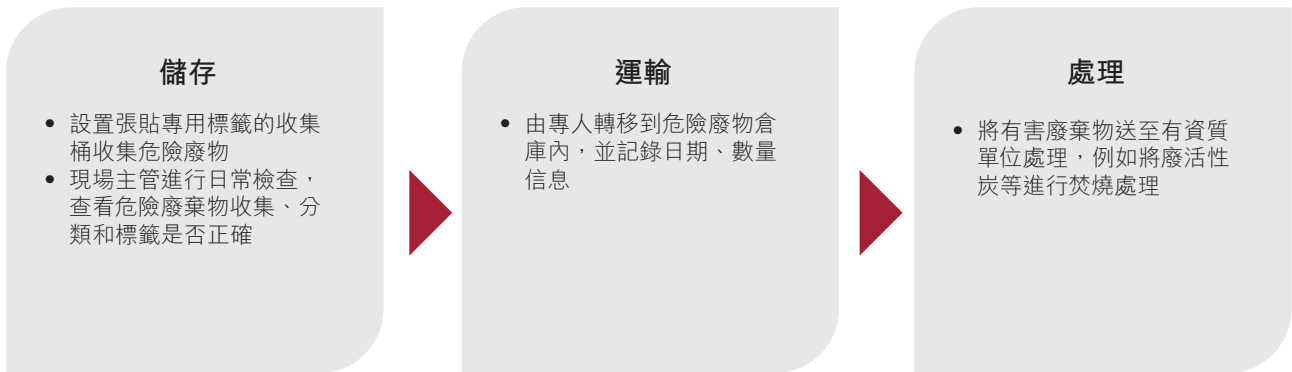 儲存
• 設置張貼專用標籤的收集
桶收集危險廢物
• 現場主管進行日常檢查，
查看危險廢棄物收集、分
類和標籤是否正確
運輸
• 由專人轉移到危險廢物倉
庫內，並記錄日期、數量
信息
處理
• 將有害廢棄物送至有資質
單位處理，例如將廢活性
炭等進行焚燒處理